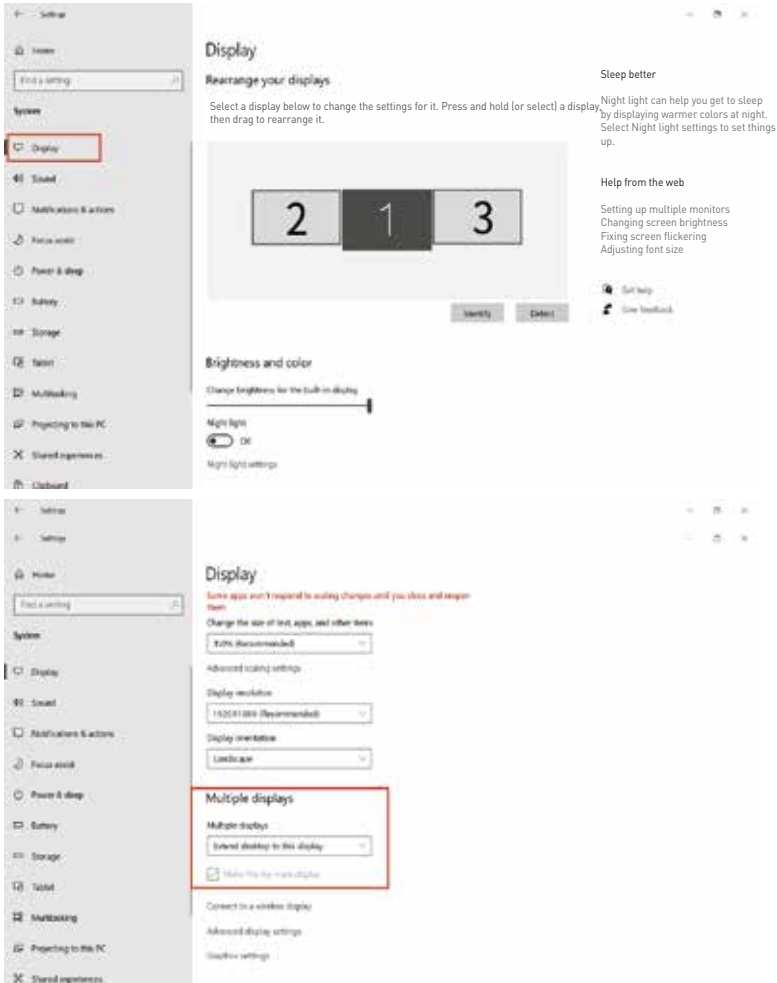 Settings
Home
Find a setting
System
Display
Sound
Notifications & actions
Focus assist
Power & sleep
Battery
Storage
Tablet
Multitasking
Projecting to this PC
Shared experiences
Clipboard
Display
Rearrange your displays
Select a display below to change the settings for it. Press and hold (or select) a display,
then drag to rearrange it.
2
1
3
Identify
Detect
Brightness and color
Change brightness for the built-in display
Night light
Off
Night light settings
Sleep better
Night light can help you get to sleep
by displaying warmer colors at night.
Select Night light settings to set things
up.
Help from the web
Setting up multiple monitors
Changing screen brightness
Fixing screen flickering
Adjusting font size
Get help
Give feedback
Settings
Settings
Home
Find a setting
System
Display
Sound
Notifications & actions
Focus assist
Power & sleep
Battery
Storage
Tablet
Multitasking
Projecting to this PC
Shared experiences
Display
Some apps won't respond to scaling changes until you close and reopen
them
Change the size of text, apps, and other items
(Recommended)
Advanced scaling settings
Display resolution
(Recommended)
Display orientation
Landscape
Multiple displays
Multiple displays
Extend desktop to this display
Make this my main display
Connect to a wireless display
Advanced display settings
Graphics settings